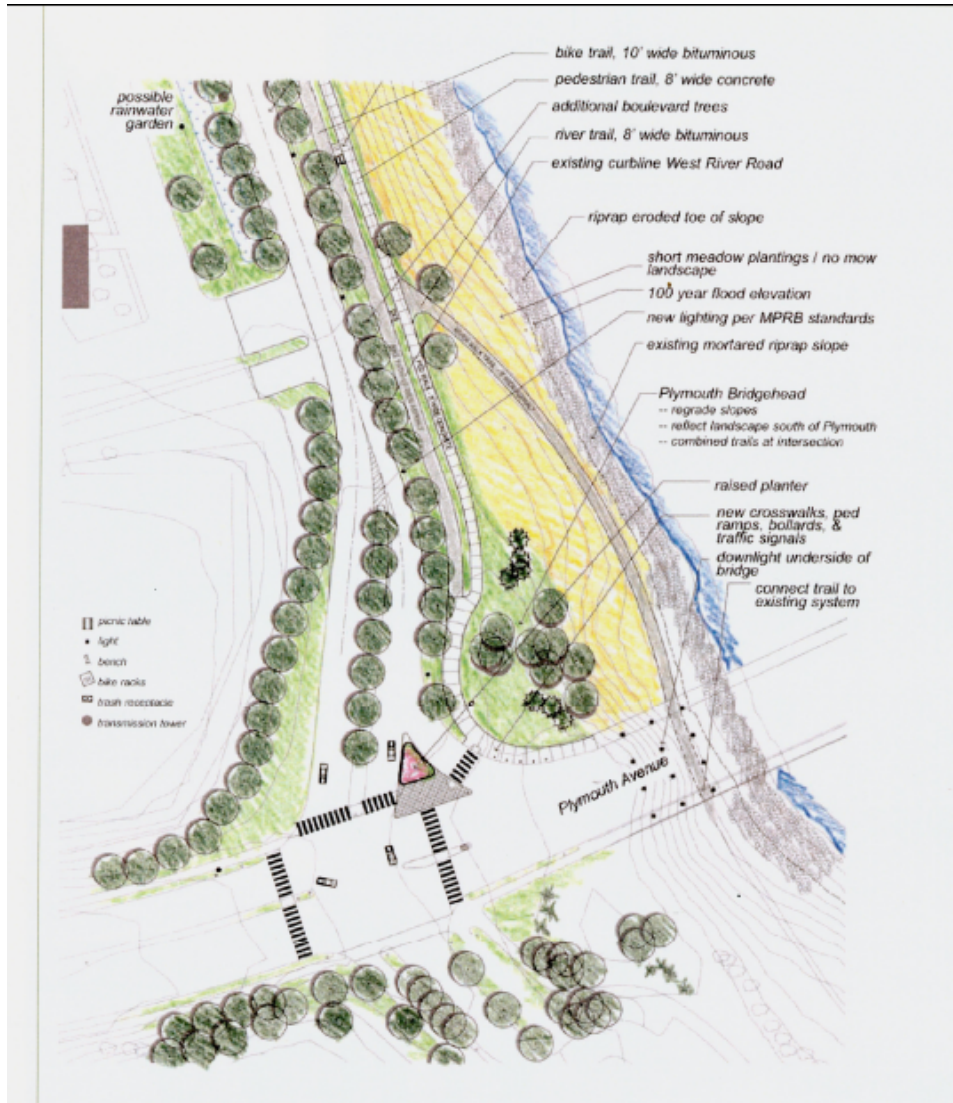 bike trail, 10' wide bituminous
pedestrian trail, 8' wide concrete
additional boulevard trees
river trail, 8' wide bituminous
existing curbline West River Road
possible
rainwater
garden
riprap eroded toe of slope
short meadow plantings / no mow
landscape
100 year flood elevation
new lighting per MPRB standards
existing mortared riprap slope
Plymouth Bridgehead
-- regrade slopes
-- reflect landscape south of Plymouth
-- combined trails at intersection
raised planter
new crosswalks, ped
ramps, bollards, &
traffic signals
downlight underside of
bridge
connect trail to
existing system
picnic table
light
bench
bike racks
trash receptacle
transmission tower
Plymouth Avenue